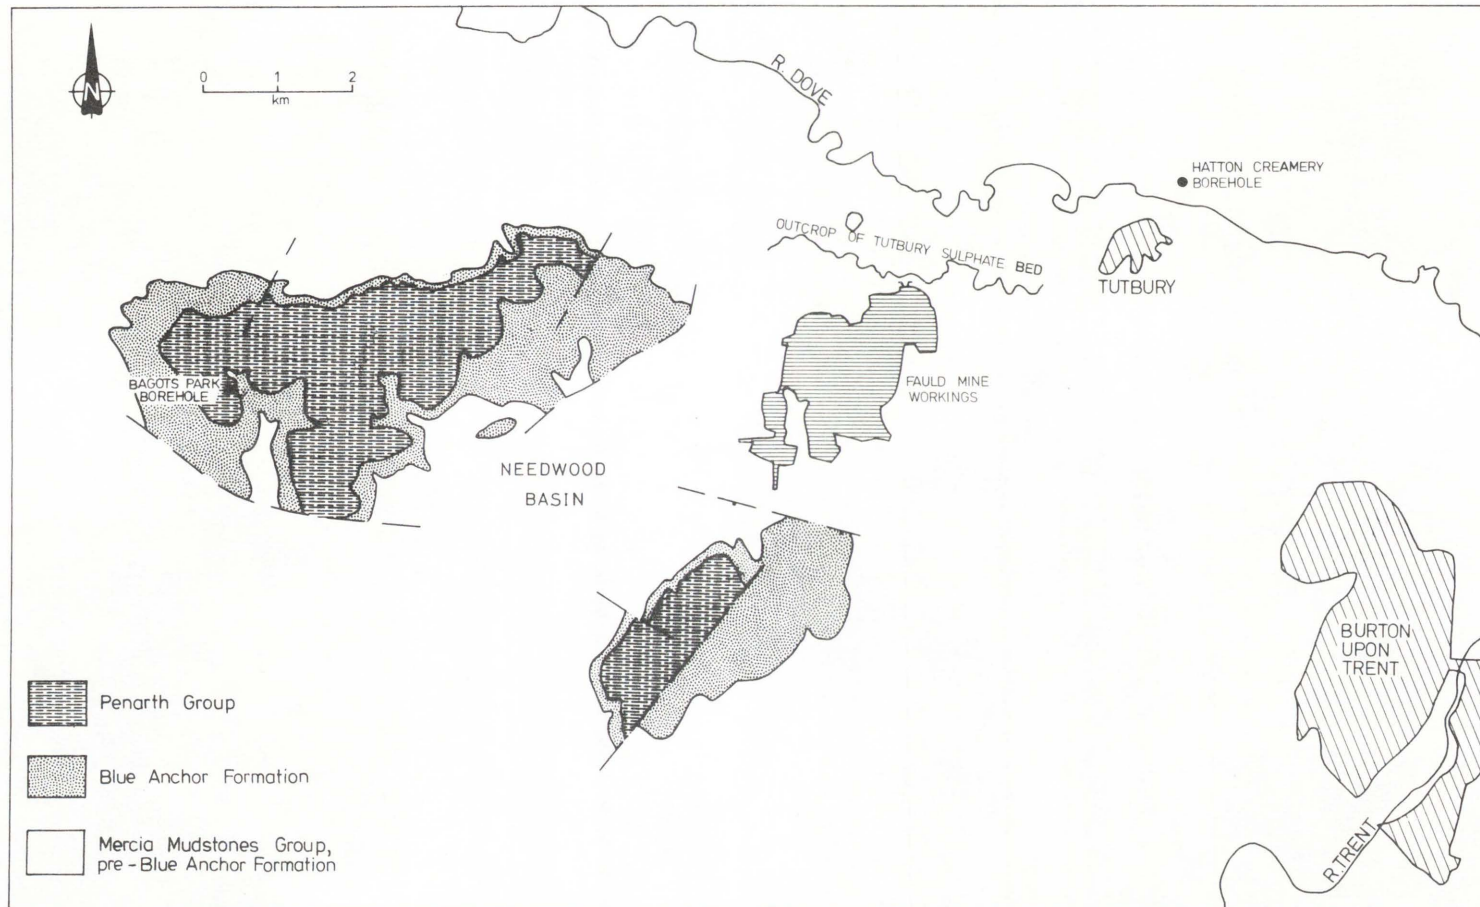 N
0 1 2
km
R. DOVE
HATTON CREAMERY
BOREHOLE
OUTCROP OF TUTBURY SULPHATE BED
TUTBURY
BAGOTS PARK
BOREHOLE
FAULD MINE
WORKINGS
NEEDWOOD
BASIN
BURTON
UPON
TRENT
R. TRENT
Penarth Group
Blue Anchor Formation
Mercia Mudstones Group,
pre-Blue Anchor Formation